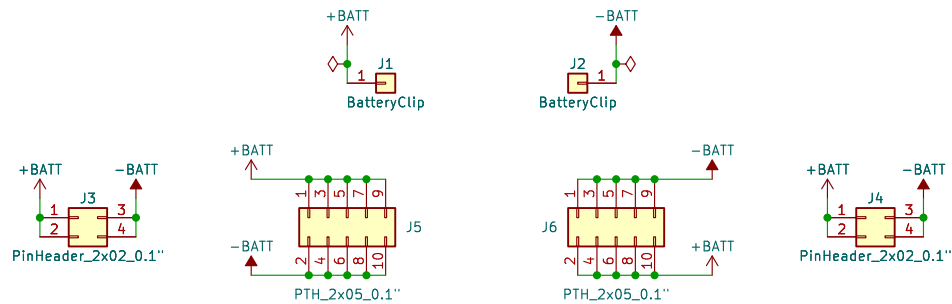 +BATT
-BATT
J1
J2
1
1
BatteryClip
BatteryClip
+BATT
-BATT
+BATT
-BATT
+BATT
-BATT
+BATT
-BATT
J3
1
2
3
4
PinHeader_2x02_0.1"
1
3
5
7
9
J5
2
4
6
8
10
PTH_2x05_0.1"
1
3
5
7
9
J6
2
4
6
8
10
PTH_2x05_0.1"
J4
1
2
3
4
PinHeader_2x02_0.1"